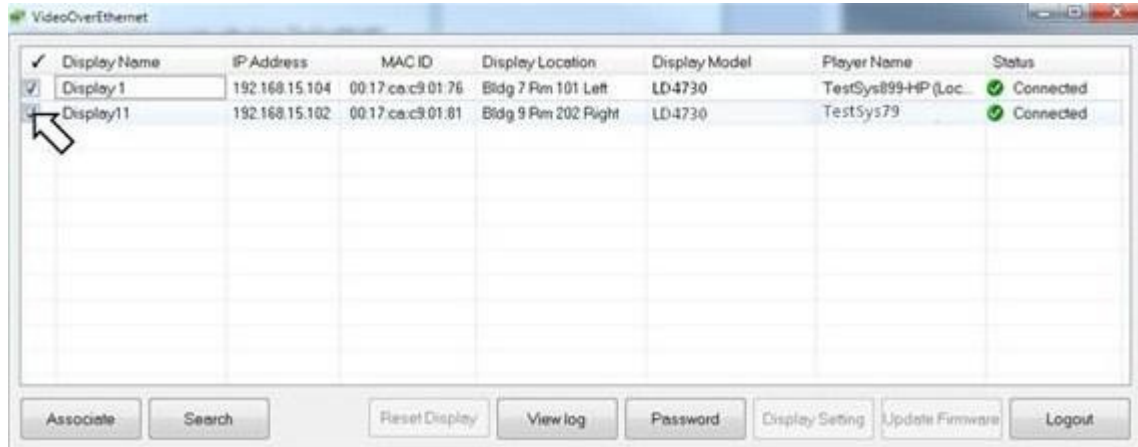 VideoOverEthernet
✓ Display Name IP Address MAC ID Display Location Display Model Player Name Status
Display 1 192.168.15.104 00:17:ca:c9:01:76 Bldg 7 Rm 101 Left LD4730 TestSys899-HP (Loc... Connected
Display11 192.168.15.102 00:17:ca:c9:01:81 Bldg 9 Rm 202 Right LD4730 TestSys79 Connected
Associate Search Reset Display View log Password Display Setting Update Firmware Logout